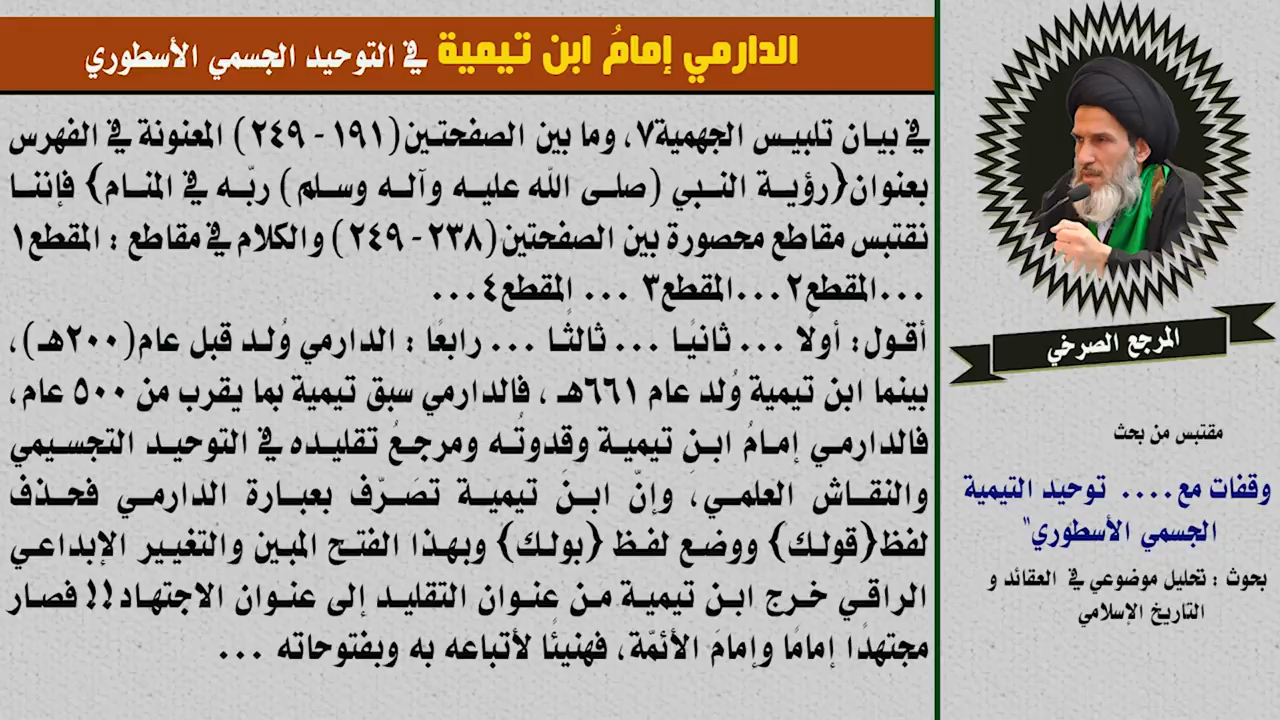 الدارمي إمامُ ابن تيمية في التوحيد الجسمي الأسطوري
في بيان تلبيس الجهمية٧، وما بين الصفحتين(١٩١ - ٢٤٩) المعنونة في الفهرس
بعنوان{رؤية النبي (صلى الله عليه وآله وسلم) ربّه في المنام} فإننا
نقتبس مقاطع محصورة بين الصفحتين(٢٣٨- ٢٤٩) والكلام في مقاطع : المقطع١
...المقطع٢...المقطع٣ ... المقطع٤...
أقول: أولًا ... ثانيًا ... ثالثًا ... رابعًا : الدارمي وُلد قبل عام(٢٠٠هـ)،
بينما ابن تيمية وُلد عام ٦٦١هـ ، فالدارمي سبق تيمية بما يقرب من ٥٠٠ عام،
فالدارمي إمامُ ابنِ تيمية وقدوتُه ومرجعُ تقليده في التوحيد التجسيمي
والنقاش العلمي، وإنّ ابنَ تيمية تصَرّف بعبارة الدارمي فحذف
لفظ{قولك} ووضع لفظ {بولك} وبهذا الفتح المبين والتغيير الإبداعي
الراقي خرج ابن تيمية من عنوان التقليد إلى عنوان الاجتهاد!! فصار
مجتهدًا إمامًا وإمامَ الأئمّة، فهنيئًا لأتباعه به وبفتوحاته ...
المرجع الصرخي
مقتبس من بحث
وقفات مع.... توحيد التيمية
الجسمي الأسطوري"
بحوث : تحليل موضوعي في العقائد و
التاريخ الإسلامي